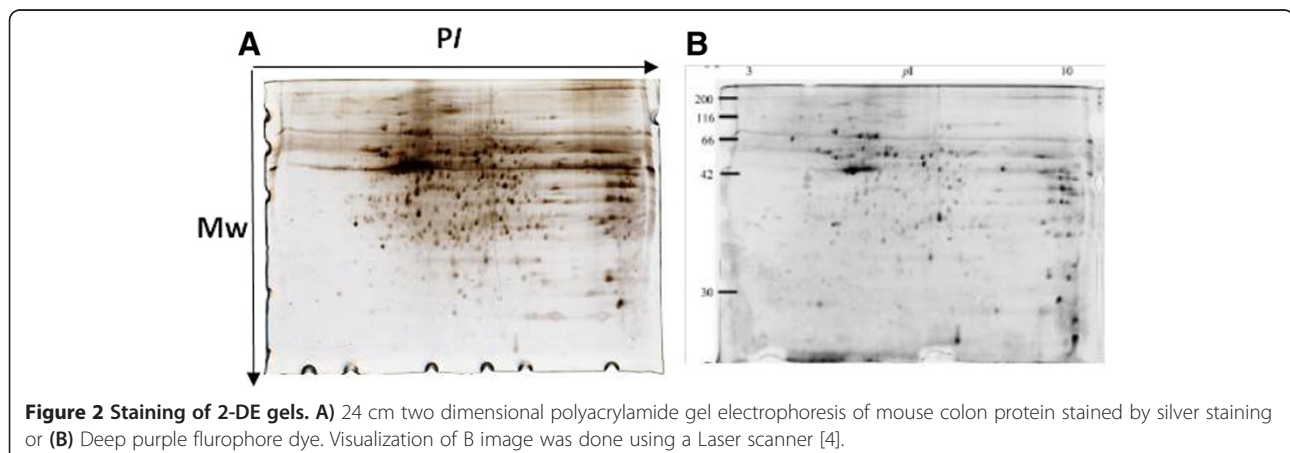 A
PI
B
3 pI 10
200
116
66
42
30
Mw
Figure 2 Staining of 2-DE gels. A) 24 cm two dimensional polyacrylamide gel electrophoresis of mouse colon protein stained by silver staining
or (B) Deep purple flurophore dye. Visualization of B image was done using a Laser scanner [4].